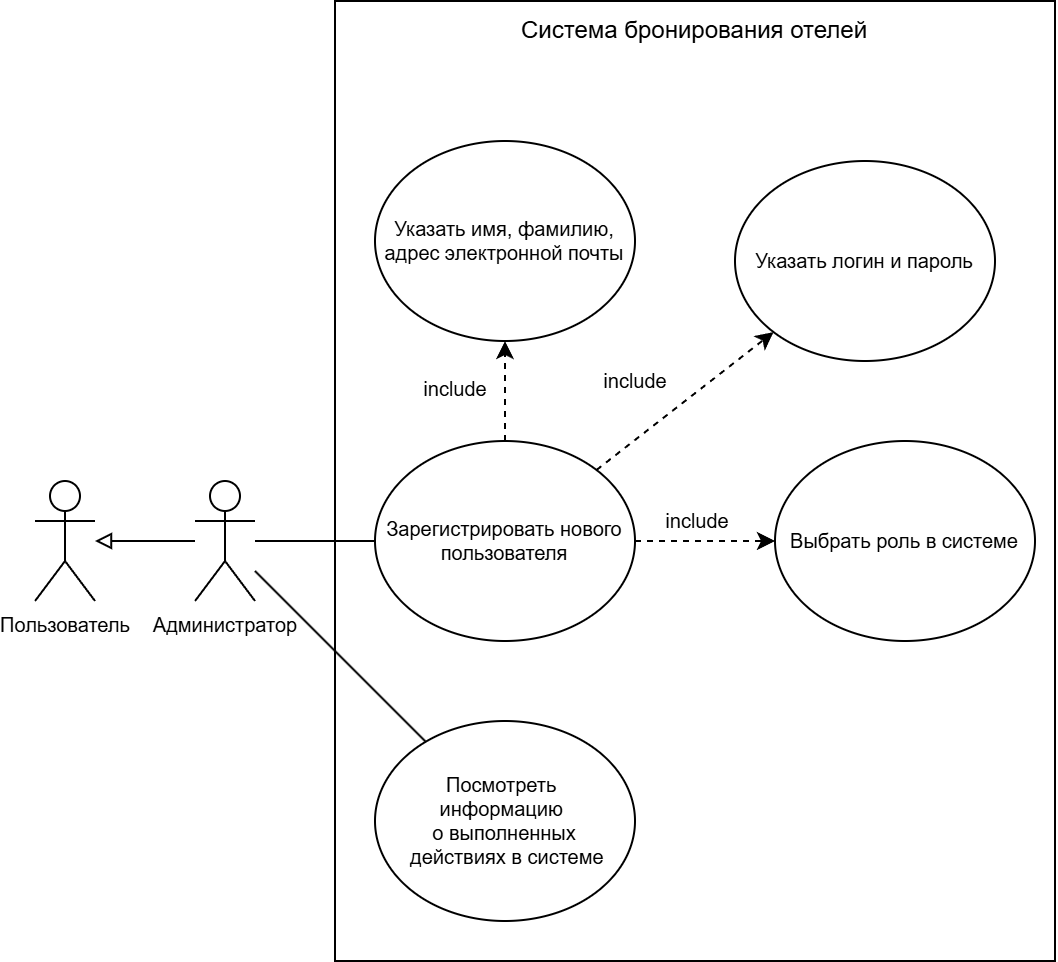 Система бронирования отелей
Указать имя, фамилию,
адрес электронной почты
Указать логин и пароль
include
include
Зарегистрировать нового
пользователя
include
Выбрать роль в системе
Пользователь
Администратор
Посмотреть
информацию
о выполненных
действиях в системе